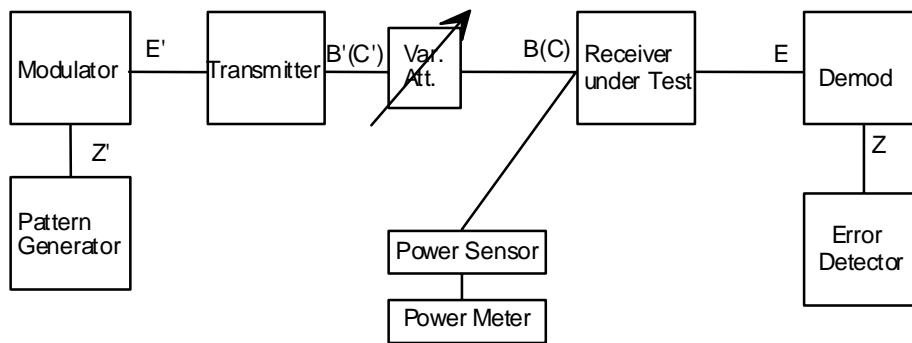 E'
B'(C')
Var.
Att.
B(C)
E
Modulator
Transmitter
Receiver
under Test
Demod
Z'
Z
Pattern
Generator
Power Sensor
Error
Detector
Power Meter